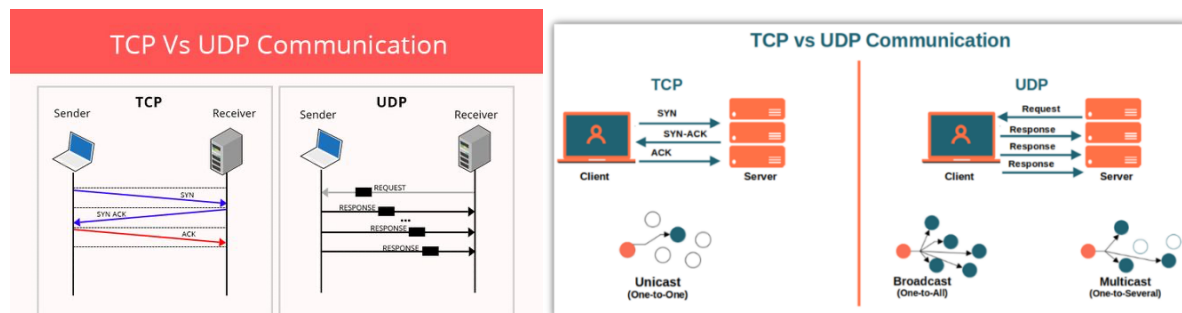 TCP Vs UDP Communication
TCP
Sender
Receiver
SYN
SYN ACK
ACK
UDP
Sender
Receiver
REQUEST
RESPONSE
...
RESPONSE
RESPONSE
TCP vs UDP Communication
TCP
SYN
SYN-ACK
ACK
Client
Server
Unicast
(One-to-One)
UDP
Request
Response
Response
Response
Client
Server
Broadcast
(One-to-All)
Multicast
(One-to-Several)